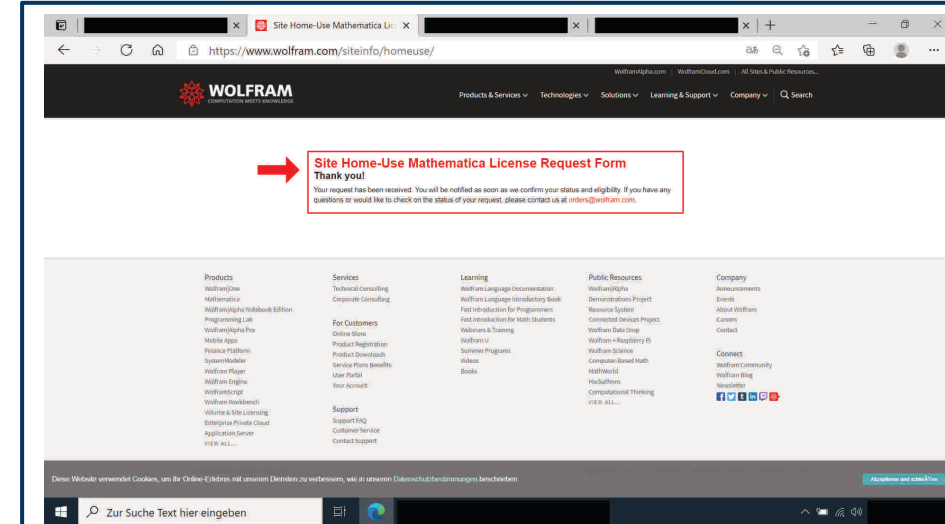 Site Home-Use Mathematica Lic
https://www.wolfram.com/siteinfo/homeuse/
WolframAlpha.com | WolframCloud.com | All Sites & Public Resources...
WOLFRAM
COMPUTATION MEETS KNOWLEDGE
Products & Services Technologies Solutions Learning & Support Company Search
Site Home-Use Mathematica License Request Form
Thank you!
Your request has been received. You will be notified as soon as we confirm your status and eligibility. If you have any
questions or would like to check on the status of your request, please contact us at orders@wolfram.com.
Products
Wolfram|One
Mathematica
Wolfram|Alpha Notebook Edition
Programming Lab
Wolfram|Alpha Pro
Mobile Apps
Finance Platform
SystemModeler
Wolfram Player
Wolfram Engine
WolframScript
Wolfram Workbench
Volume & Site Licensing
Enterprise Private Cloud
Application Server
VIEW ALL...
Services
Technical Consulting
Corporate Consulting
For Customers
Online Store
Product Registration
Product Downloads
Service Plans Benefits
User Portal
Your Account
Support
Support FAQ
Customer Service
Contact Support
Learning
Wolfram Language Documentation
Wolfram Language Introductory Book
Fast Introduction for Programmers
Fast Introduction for Math Students
Webinars & Training
Wolfram U
Summer Programs
Videos
Books
Public Resources
Wolfram|Alpha
Demonstrations Project
Resource System
Connected Devices Project
Wolfram Data Drop
Wolfram + Raspberry Pi
Wolfram Science
Computer-Based Math
MathWorld
Hackathons
Computational Thinking
VIEW ALL...
Company
Announcements
Events
About Wolfram
Careers
Contact
Connect
Wolfram Community
Wolfram Blog
Newsletter
Diese Website verwendet Cookies, um Ihr Online-Erlebnis mit unseren Diensten zu verbessern, wie in unseren Datenschutzbestimmungen beschrieben
Akzeptieren und schlieÃŸen
Zur Suche Text hier eingeben